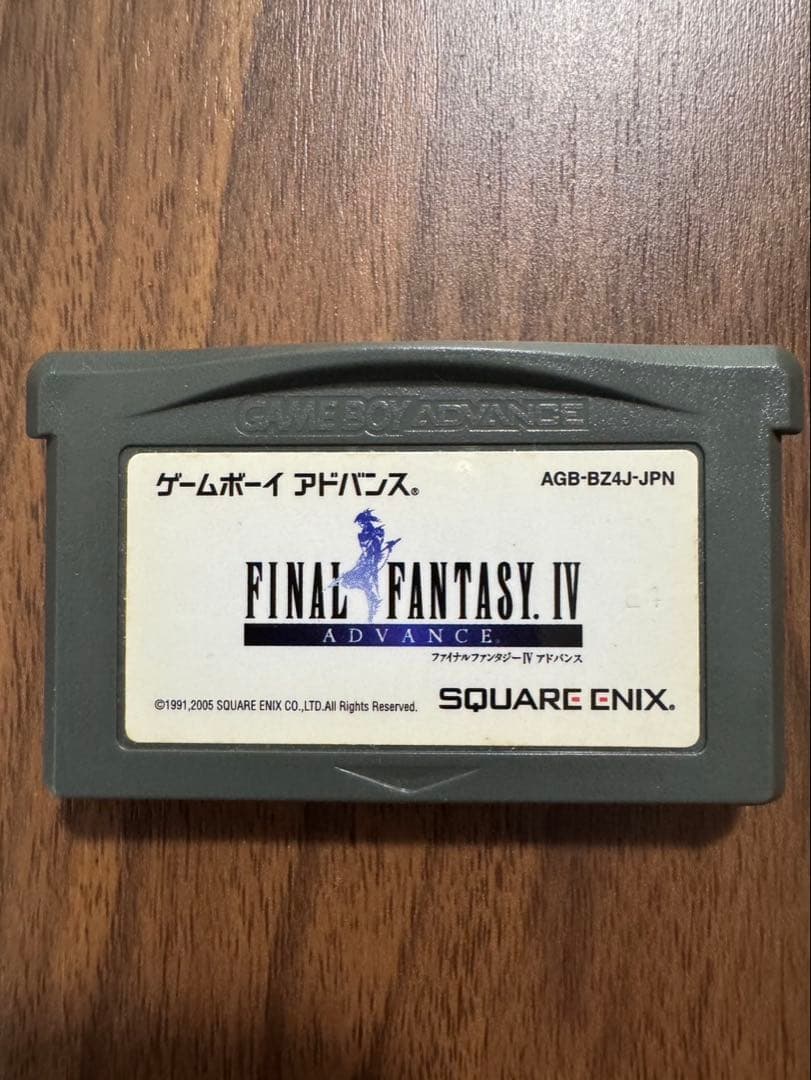 GAME BOY ADVANCE
ゲームボーイ アドバンス®
AGB-BZ4J-JPN
FINAL FANTASY. IV
ADVANCE®
ファイナルファンタジーIV アドバンス
©1991,2005 SQUARE ENIX CO.,LTD.All Rights Reserved.
SQUARE ENIX®